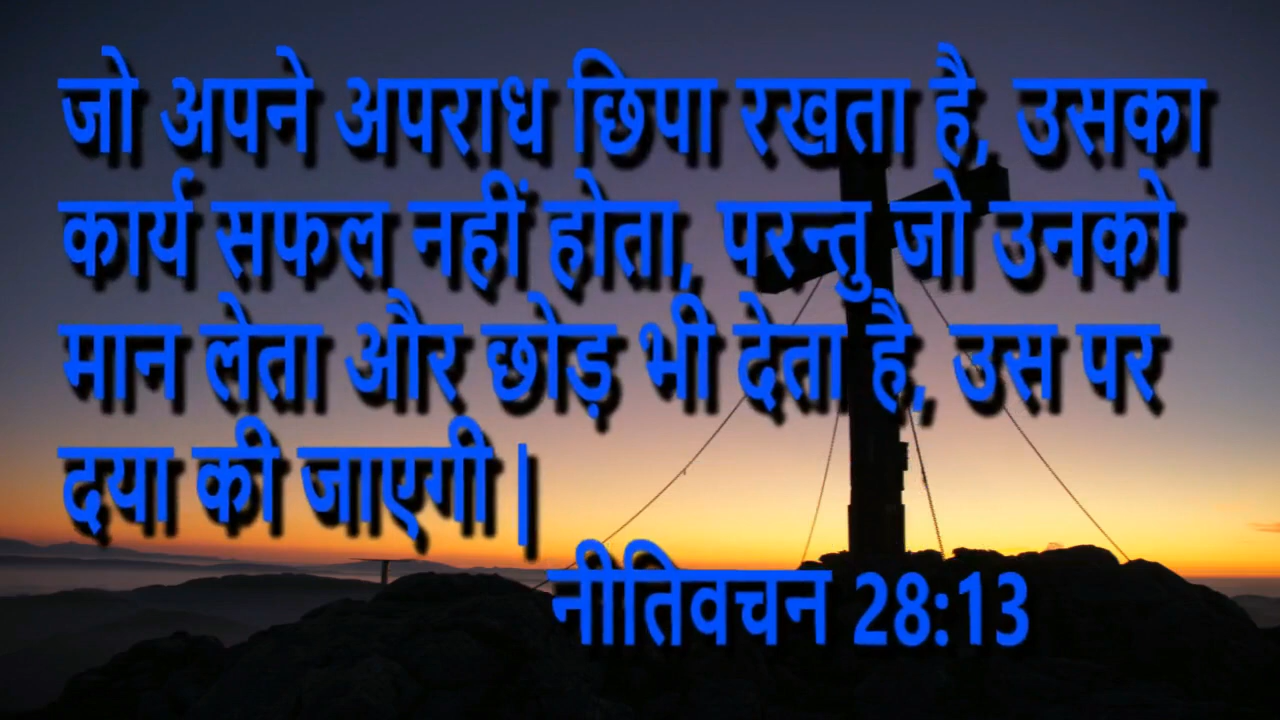 जो अपने अपराध छिपा रखता है, उसका
कार्य सफल नहीं होता, परन्तु जो उनको
मान लेता और छोड़ भी देता है, उस पर
दया की जाएगी |
नीतिवचन 28:13